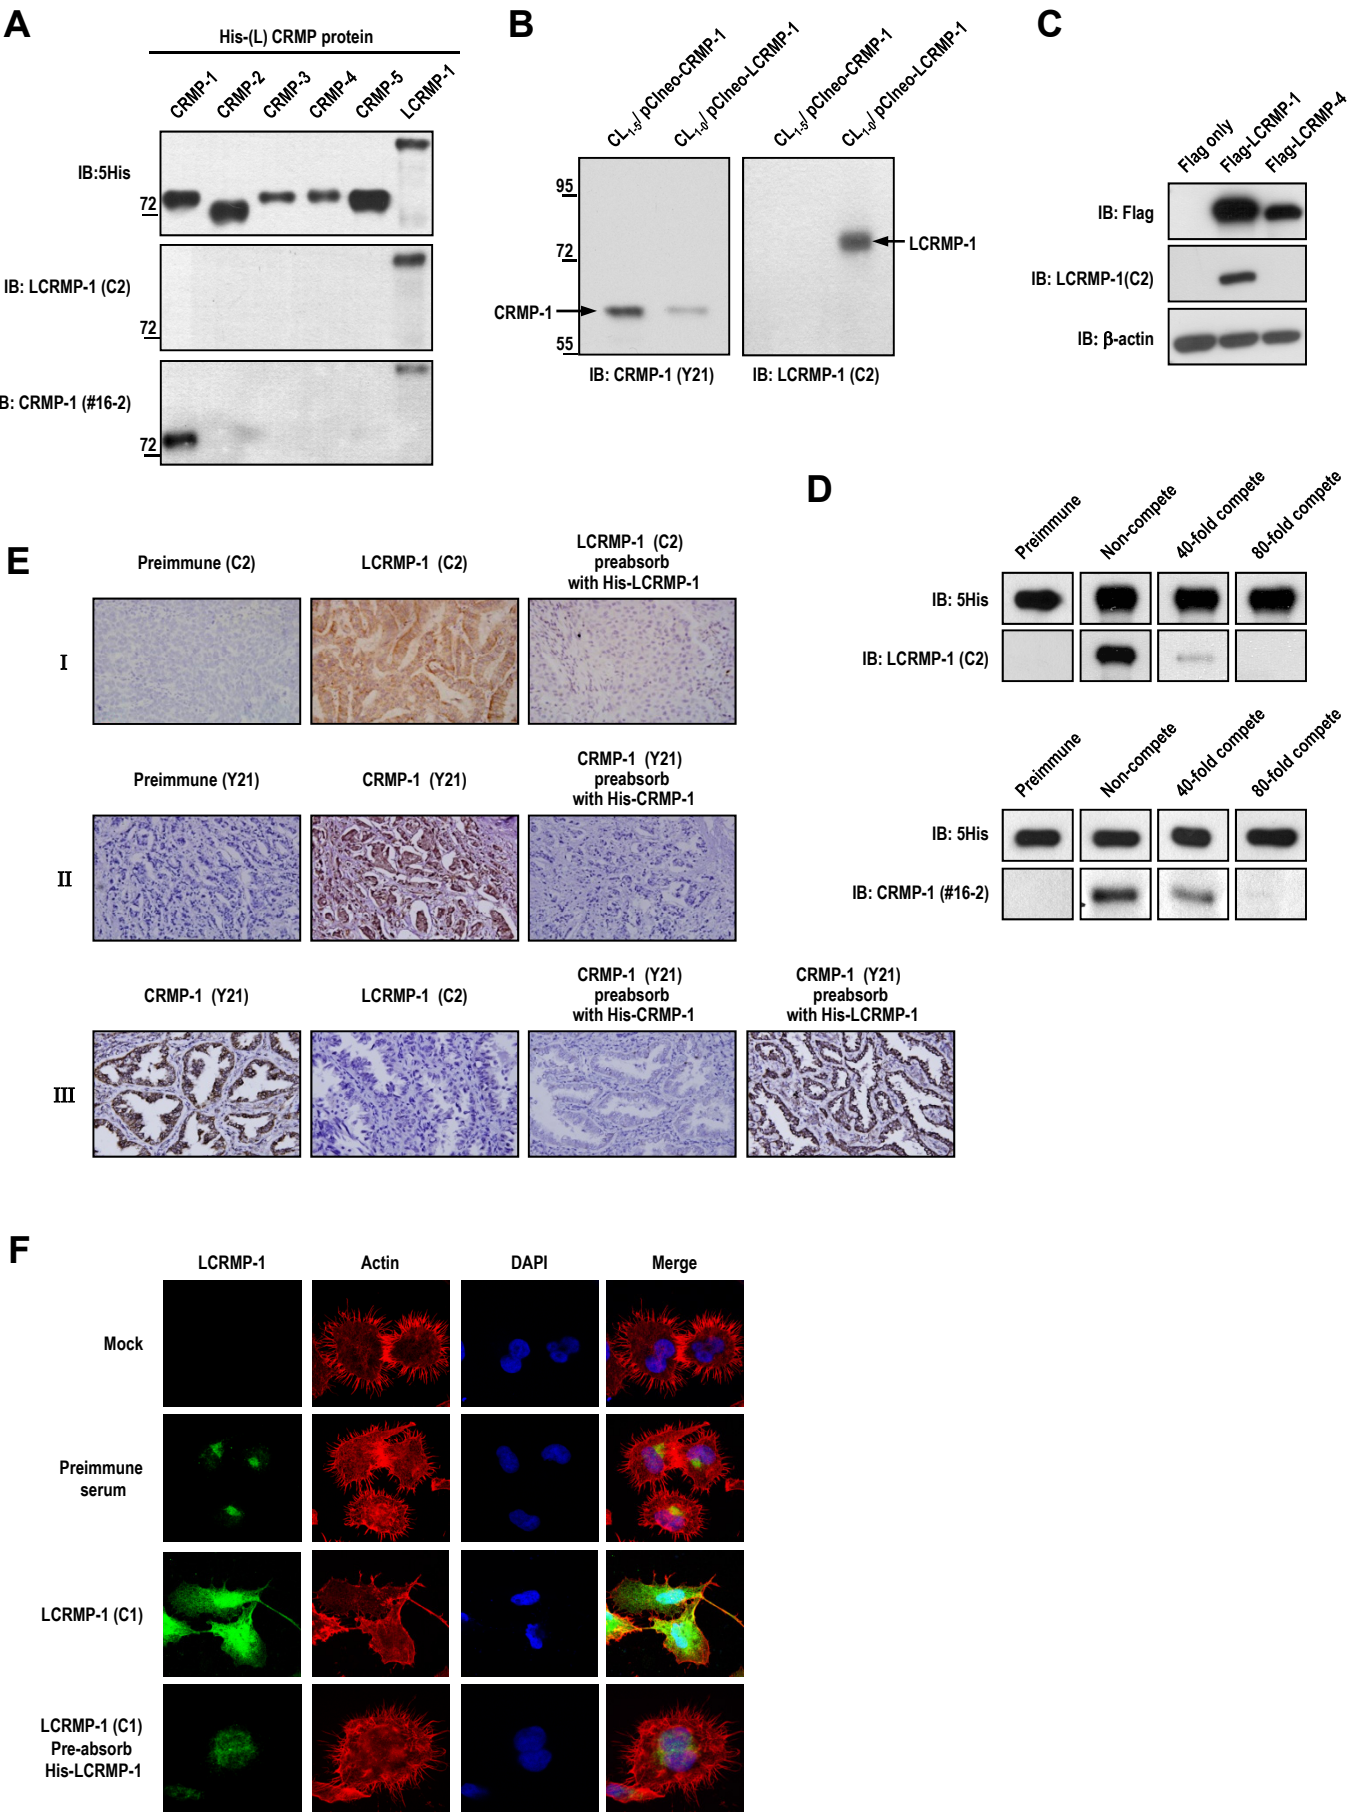 A
His-(L) CRMP protein
CRMP-1
CRMP-2
CRMP-3
CRMP-4
CRMP-5
LCRMP-1
IB:5His
72
IB: LCRMP-1 (C2)
72
B: CRMP-1 (#16-2)
72
B
CL1-5/ pCIneo-CRMP-1
CL1-0/ pCIneo-LCRMP-1
CL1-5/ pCIneo-CRMP-1
CL1-0/ pCIneo-LCRMP-1
95
72
55
CRMP-1
LCRMP-1
IB: CRMP-1 (Y21)
IB: LCRMP-1 (C2)
C
Flag only
Flag-LCRMP-1
Flag-LCRMP-4
IB: Flag
IB: LCRMP-1(C2)
IB: β-actin
D
Preimmune
Non-compete
40-fold compete
80-fold compete
IB: 5His
IB: LCRMP-1 (C2)
Preimmune
Non-compete
40-fold compete
80-fold compete
IB: 5His
IB: CRMP-1 (#16-2)
E
Preimmune (C2)
LCRMP-1 (C2)
LCRMP-1 (C2)
preabsorb
with His-LCRMP-1
I
Preimmune (Y21)
CRMP-1 (Y21)
CRMP-1 (Y21)
preabsorb
with His-CRMP-1
II
CRMP-1 (Y21)
LCRMP-1 (C2)
CRMP-1 (Y21)
preabsorb
with His-CRMP-1
CRMP-1 (Y21)
preabsorb
with His-LCRMP-1
III
F
LCRMP-1
Actin
DAPI
Merge
Mock
Preimmune
serum
LCRMP-1 (C1)
LCRMP-1 (C1)
Pre-absorb
His-LCRMP-1